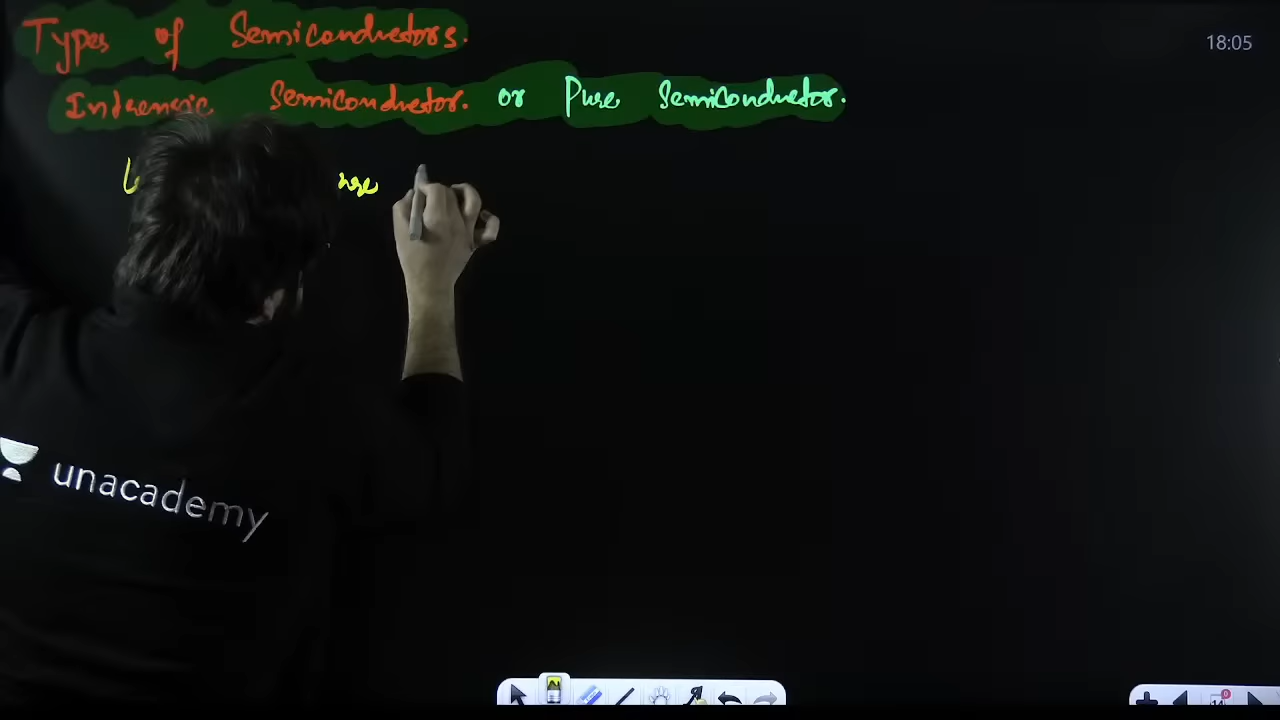 Types of Semiconductors.
18:05
Intrensic Semiconductor. or Pure Semiconductor.
unacademy